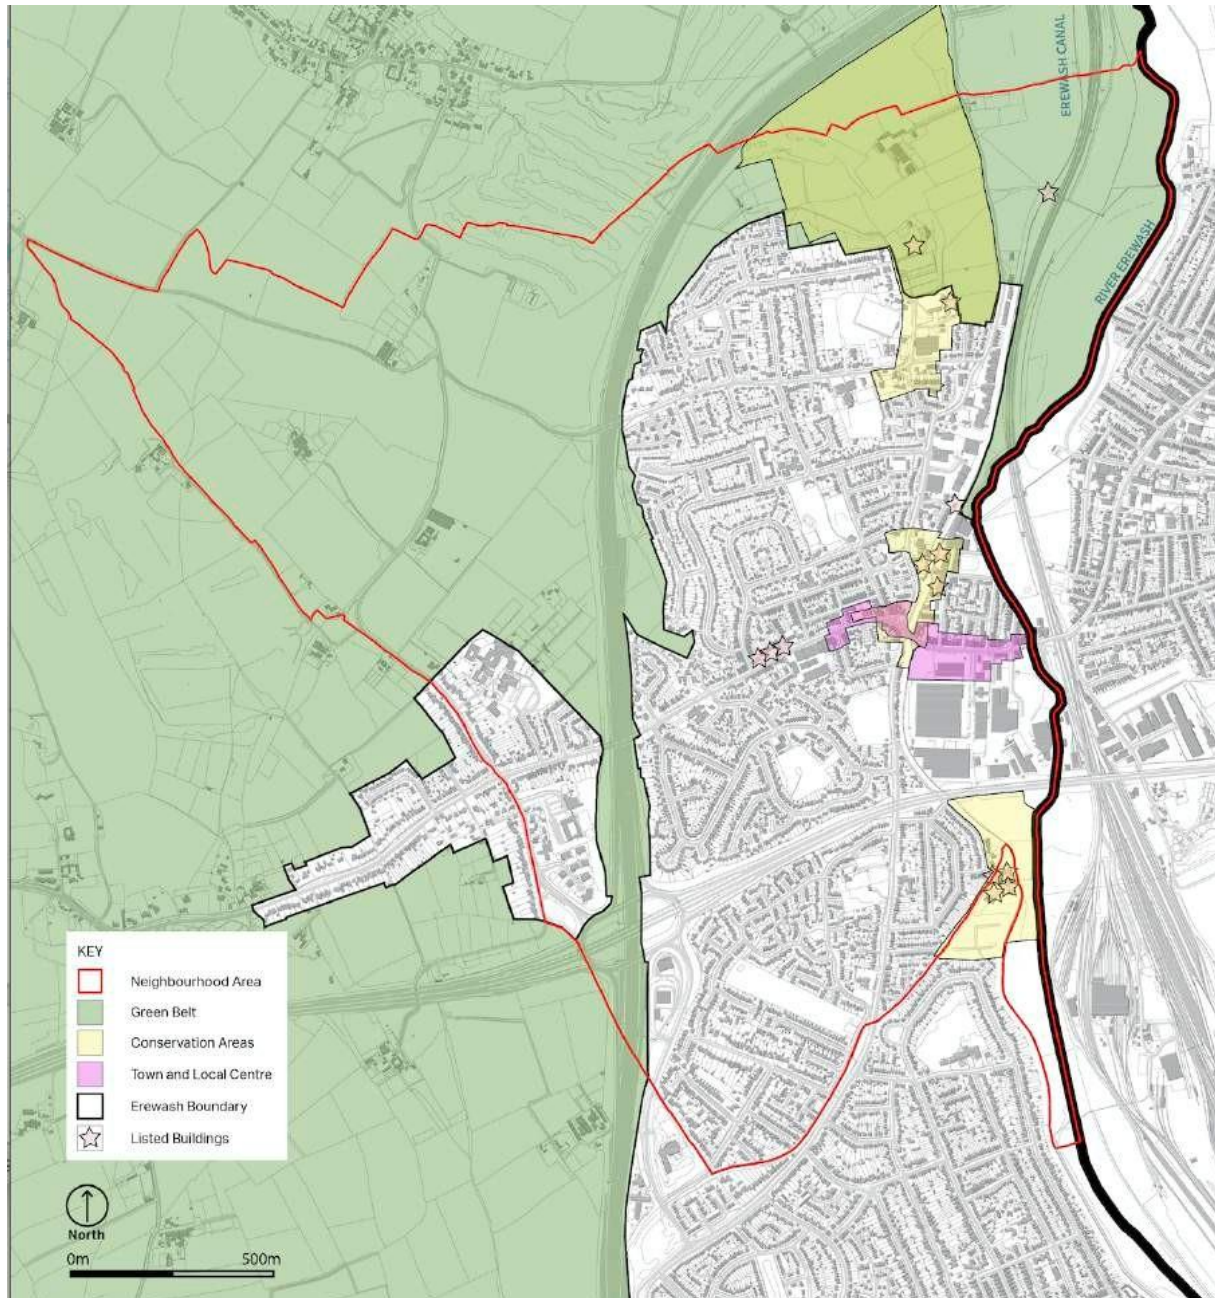 EREWASH CANAL
RIVER EREWASH
KEY
Neighbourhood Area
Green Belt
Conservation Areas
Town and Local Centre
Erewash Boundary
Listed Buildings
North
0m 500m